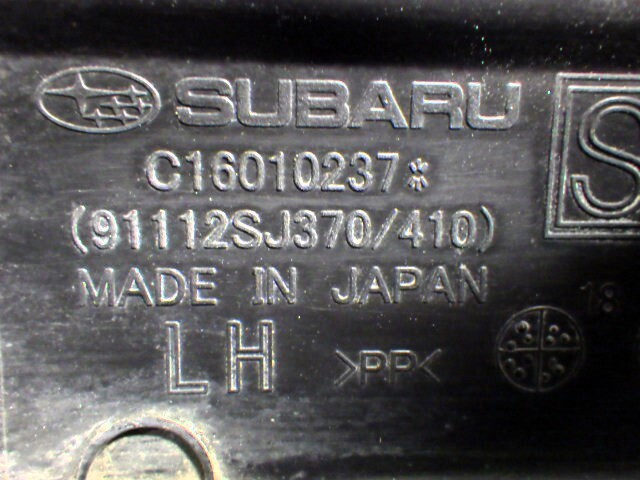 SUBARU
S
C16010237*
(91112SJ370/410)
MADE IN JAPAN
18
LH
>PP<